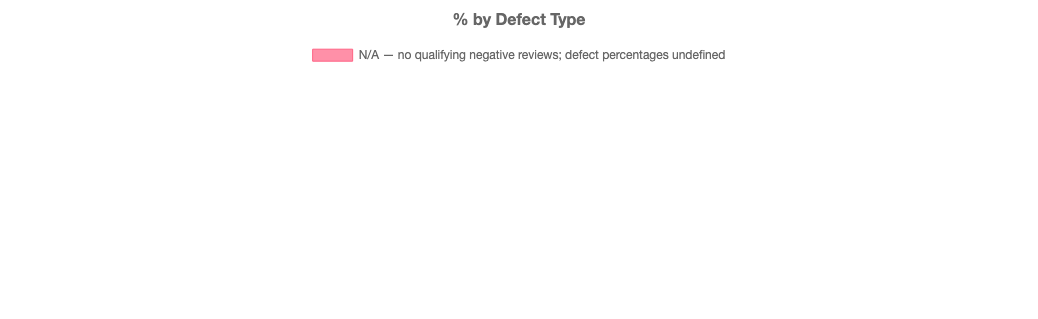 % by Defect Type
N/A — no qualifying negative reviews; defect percentages undefined